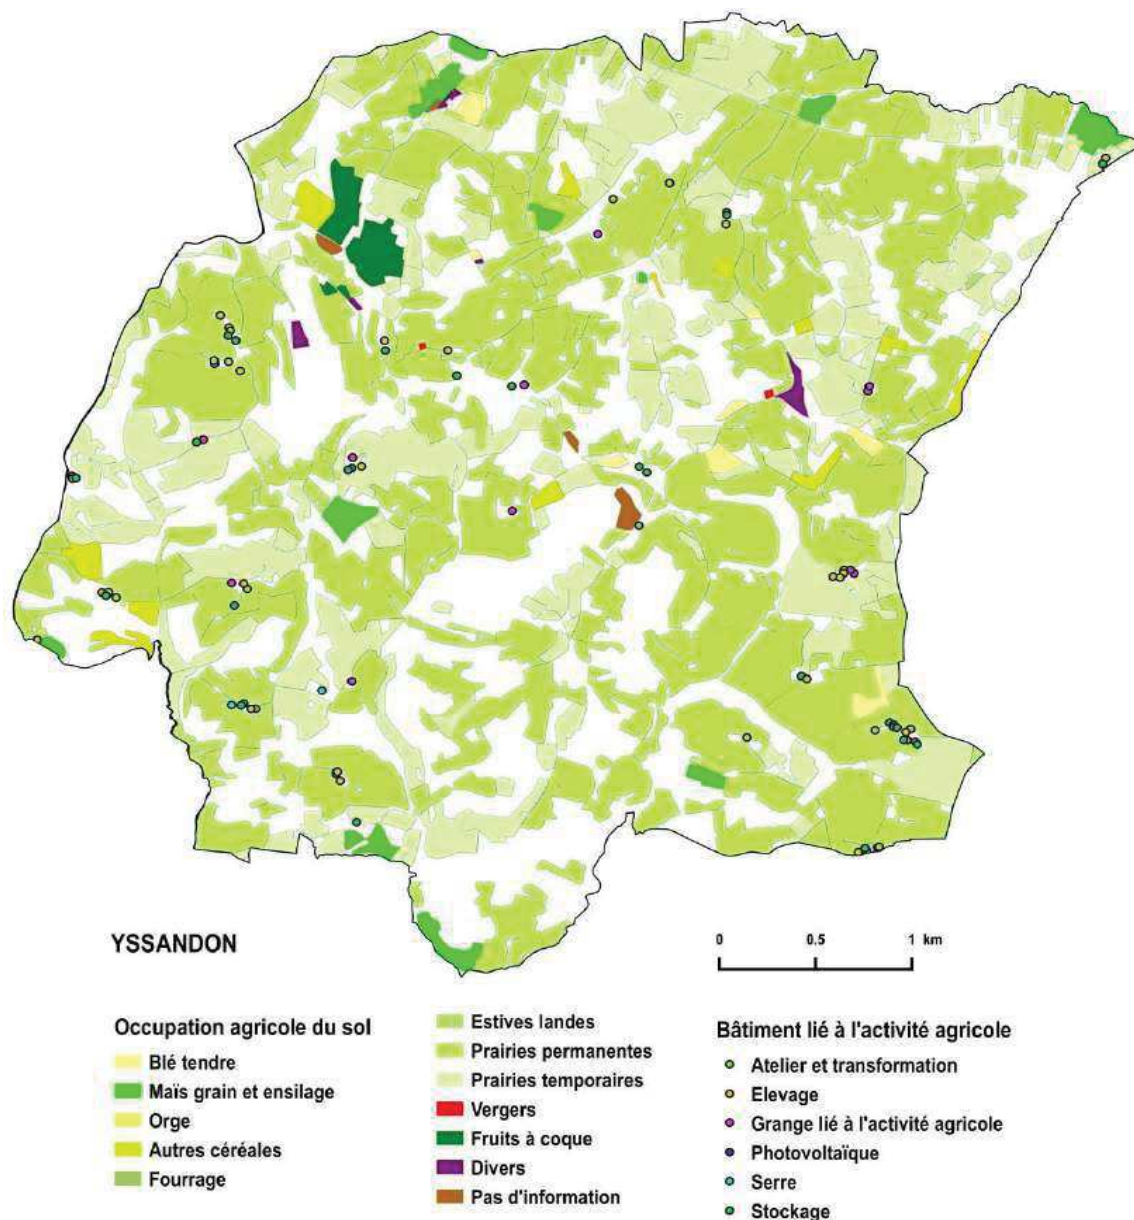 YSSANDON
0 0.5 1 km
Occupation agricole du sol
Blé tendre
Maïs grain et ensilage
Orge
Autres céréales
Fourrage
Estives landes
Prairies permanentes
Prairies temporaires
Vergers
Fruits à coque
Divers
Pas d'information
Bâtiment lié à l'activité agricole
Atelier et transformation
Elevage
Grange lié à l'activité agricole
Photovoltaïque
Serre
Stockage